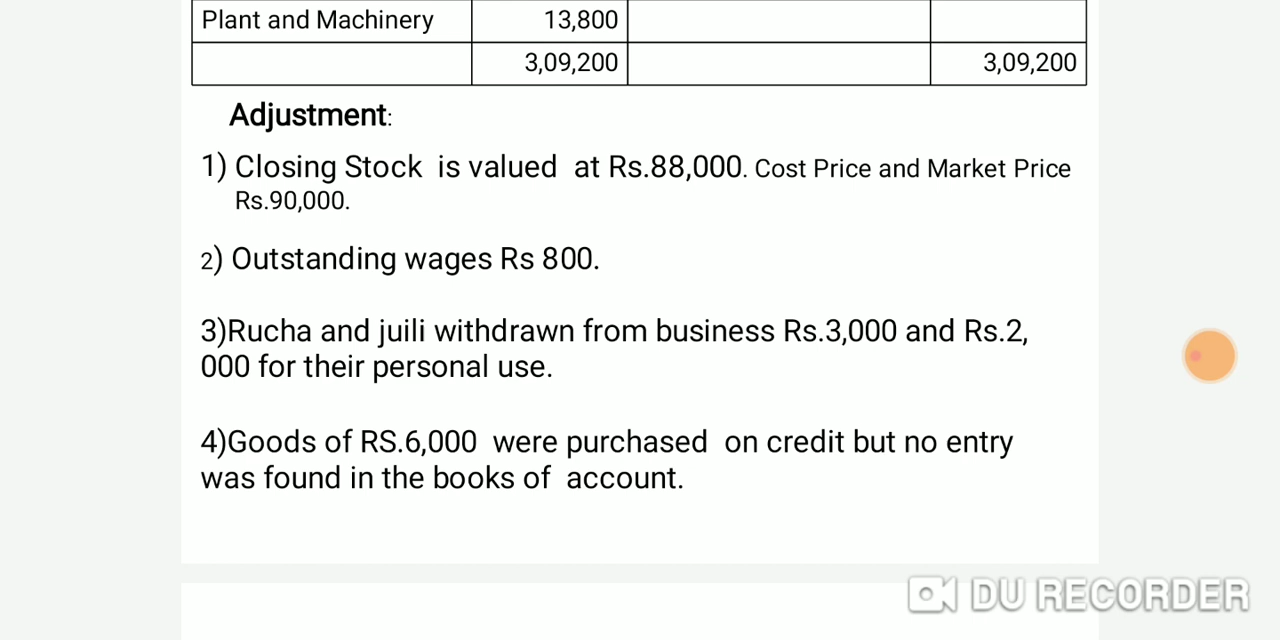 Plant and Machinery 13,800
3,09,200 3,09,200
Adjustment:
1) Closing Stock is valued at Rs.88,000. Cost Price and Market Price
Rs.90,000.
2) Outstanding wages Rs 800.
3)Rucha and juili withdrawn from business Rs.3,000 and Rs.2,
000 for their personal use.
4)Goods of RS.6,000 were purchased on credit but no entry
was found in the books of account.
DU RECORDER